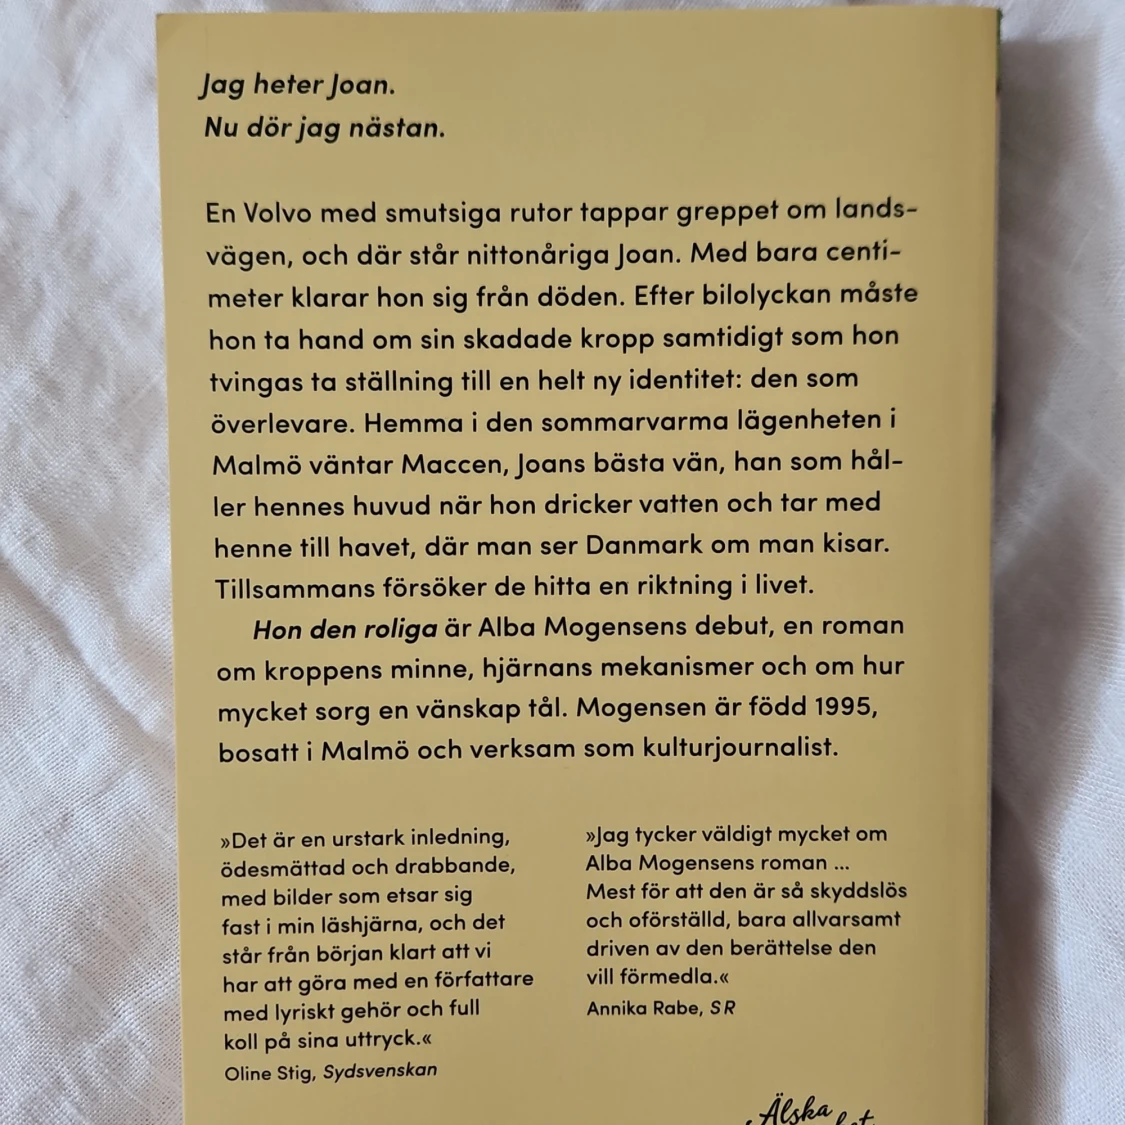 Jag heter Joan.
Nu dör jag nästan.
En Volvo med smutsiga rutor tappar greppet om lands-
vägen, och där står nittonåriga Joan. Med bara centi-
meter klarar hon sig från döden. Efter bilolyckan måste
hon ta hand om sin skadade kropp samtidigt som hon
tvingas ta ställning till en helt ny identitet: den som
överlevare. Hemma i den sommarvarma lägenheten i
Malmö väntar Maccen, Joans bästa vän, han som hål-
ler hennes huvud när hon dricker vatten och tar med
henne till havet, där man ser Danmark om man kisar.
Tillsammans försöker de hitta en riktning i livet.
Hon den roliga är Alba Mogensens debut, en roman
om kroppens minne, hjärnans mekanismer och om hur
mycket sorg en vänskap tål. Mogensen är född 1995,
bosatt i Malmö och verksam som kulturjournalist.
»Det är en urstark inledning,
ödesmättad och drabbande,
med bilder som etsar sig
fast i min läshjärna, och det
står från början klart att vi
har att göra med en författare
med lyriskt gehör och full
koll på sina uttryck.«
Oline Stig, Sydsvenskan
»Jag tycker väldigt mycket om
Alba Mogensens roman ...
Mest för att den är så skyddslös
och oförställd, bara allvarsamt
driven av den berättelse den
vill förmedla.«
Annika Rabe, SR
Älska